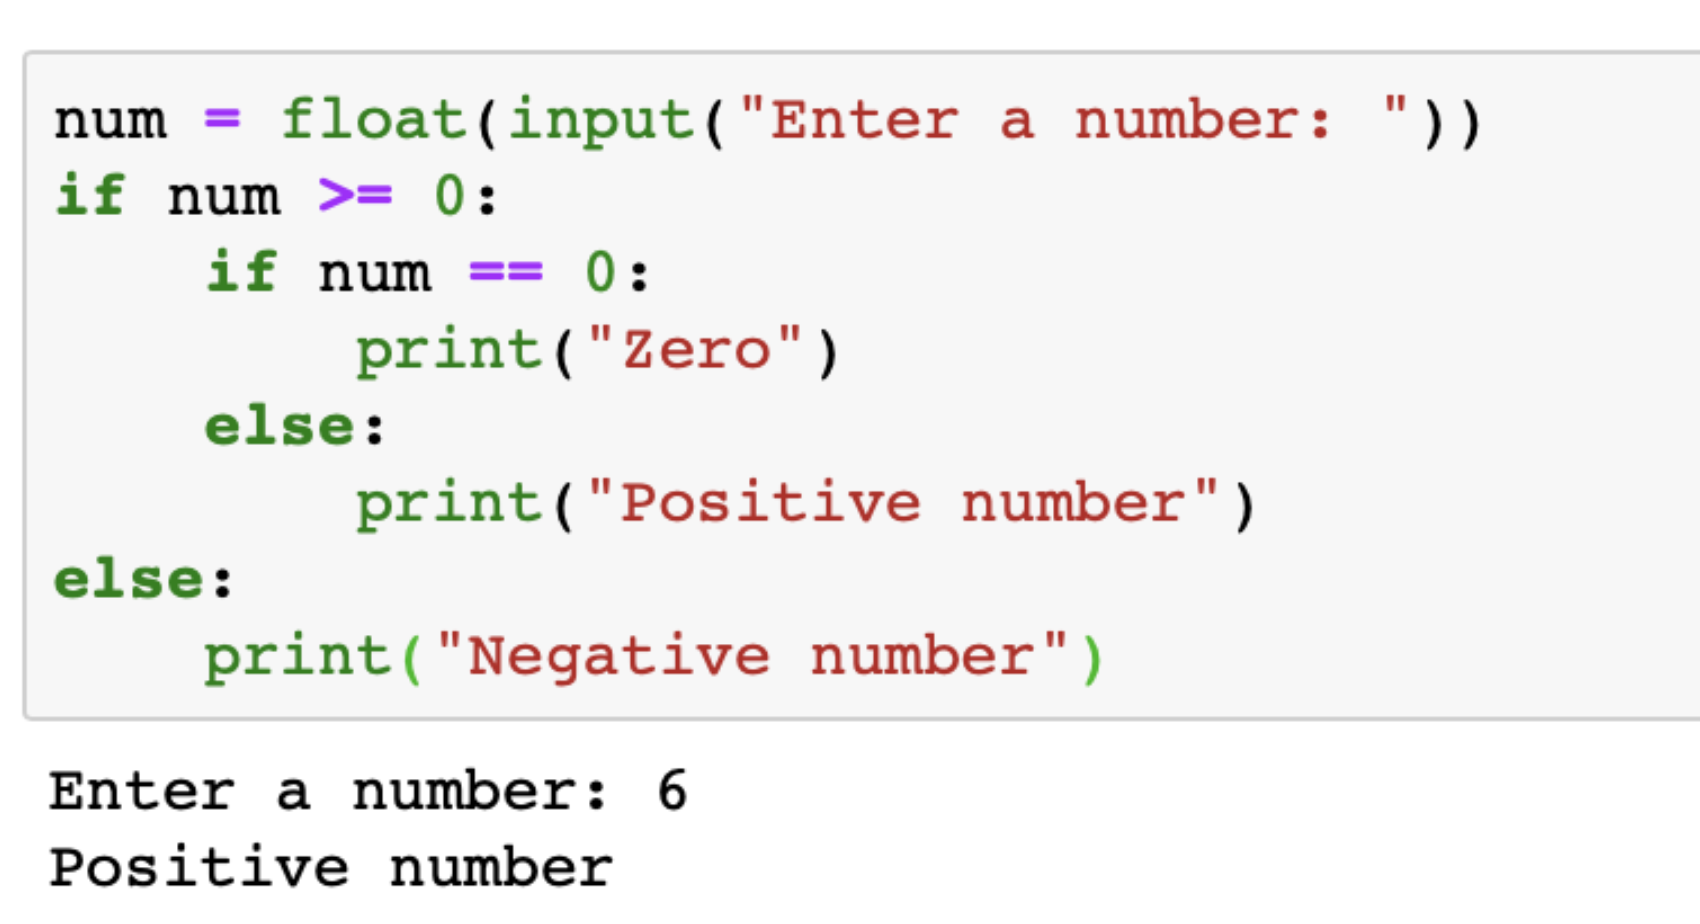 num = float(input("Enter a number: "))
if num >= 0:
    if num == 0:
        print("Zero")
    else:
        print("Positive number")
else:
    print("Negative number")
Enter a number: 6
Positive number